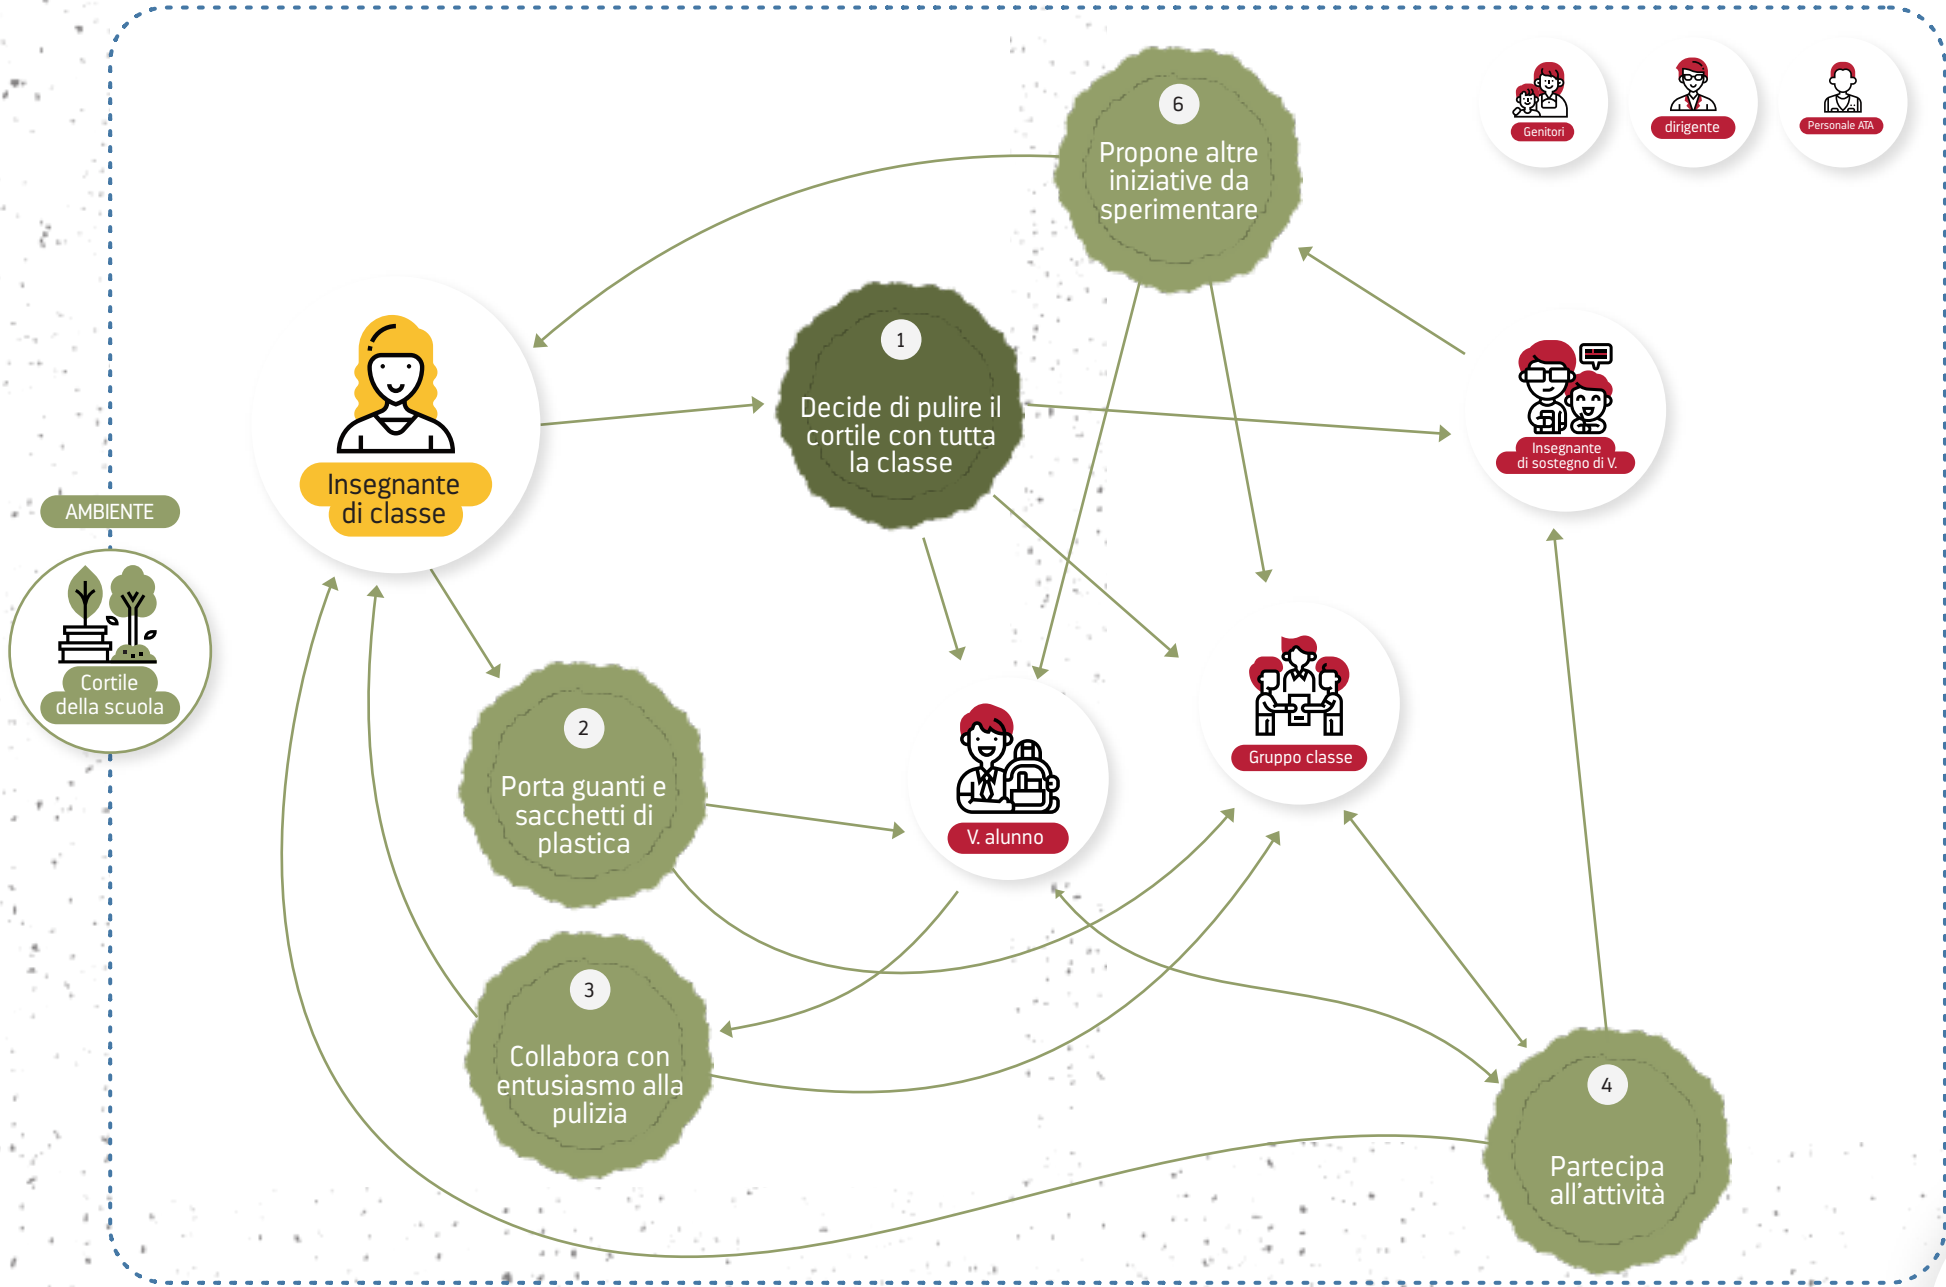 6
Propone altre
iniziative da
sperimentare
Genitori
dirigente
Personale ATA
1
Decide di pulire il
cortile con tutta
la classe
Insegnante
di classe
Insegnante
di sostegno di V.
AMBIENTE
Cortile
della scuola
2
Porta guanti e
sacchetti di
plastica
V. alunno
Gruppo classe
3
Collabora con
entusiasmo alla
pulizia
4
Partecipa
all’attività